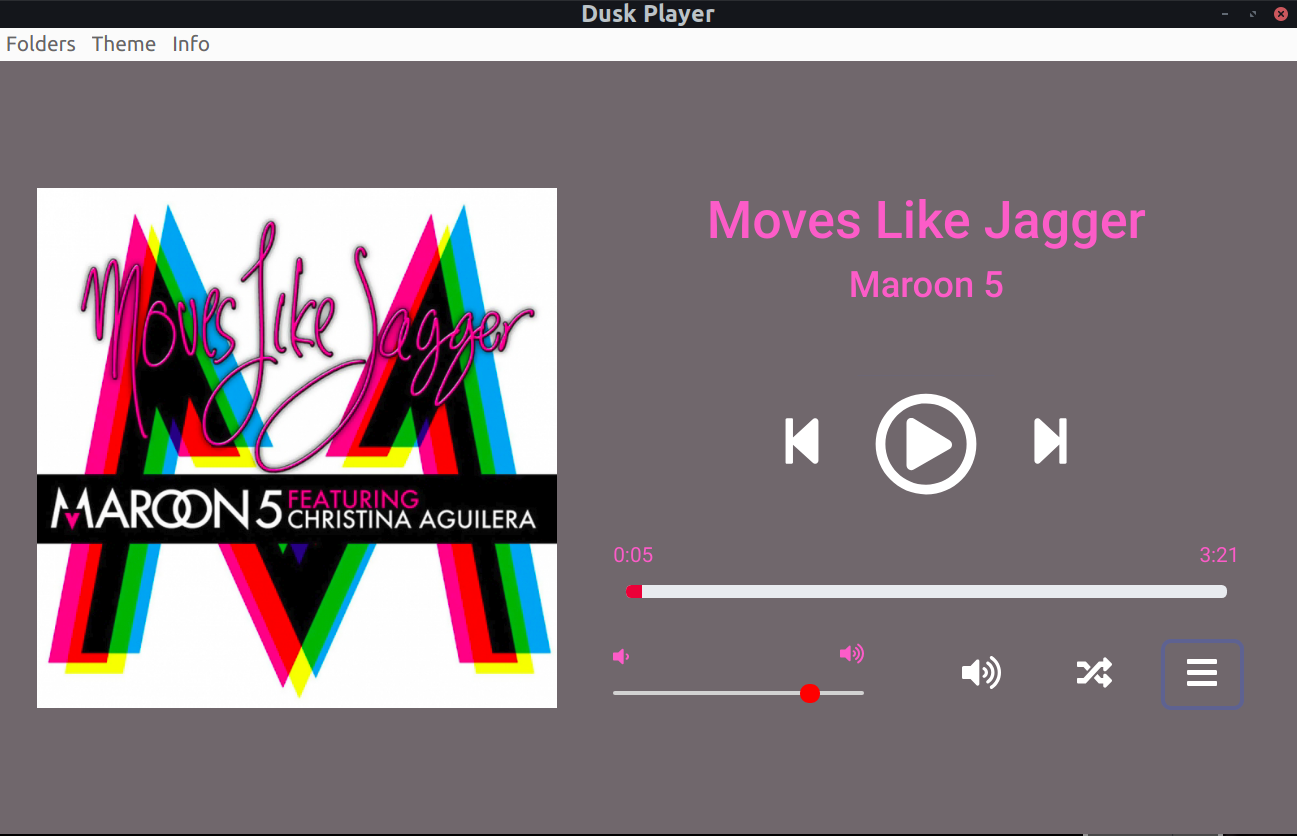 Dusk Player
Folders Theme Info
Moves Like Jagger
MAROON 5 FEATURING
CHRISTINA AGUILERA
Moves Like Jagger
Maroon 5
0:05 3:21